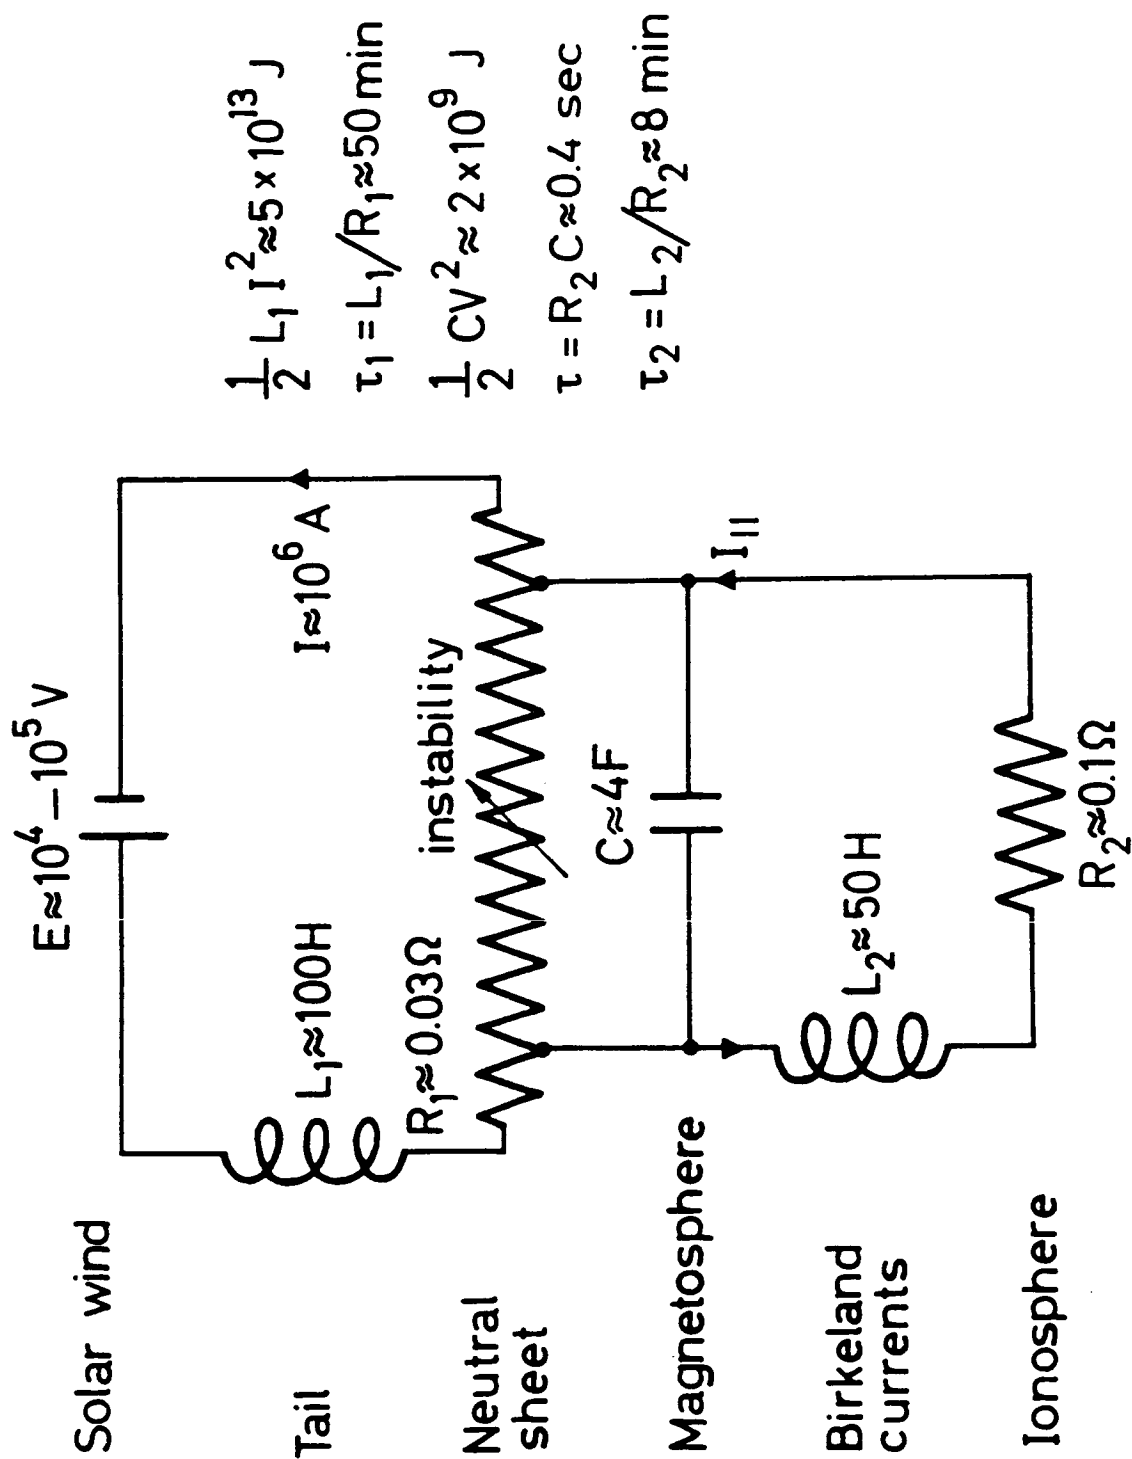 Solar wind
E≈10⁴—10⁵ V
Tail
L₁≈100H
I≈10⁶ A
½ L₁ I² ≈ 5 × 10¹³ J
τ₁ = L₁/R₁ ≈ 50 min
Neutral
sheet
R₁≈0.03Ω
instability
½ CV² ≈ 2 × 10⁹ J
τ = R₂ C ≈ 0.4 sec
τ₂ = L₂/R₂ ≈ 8 min
Magnetosphere
C≈4F
I||
Birkeland
currents
L₂≈50H
Ionosphere
R₂≈0.1Ω